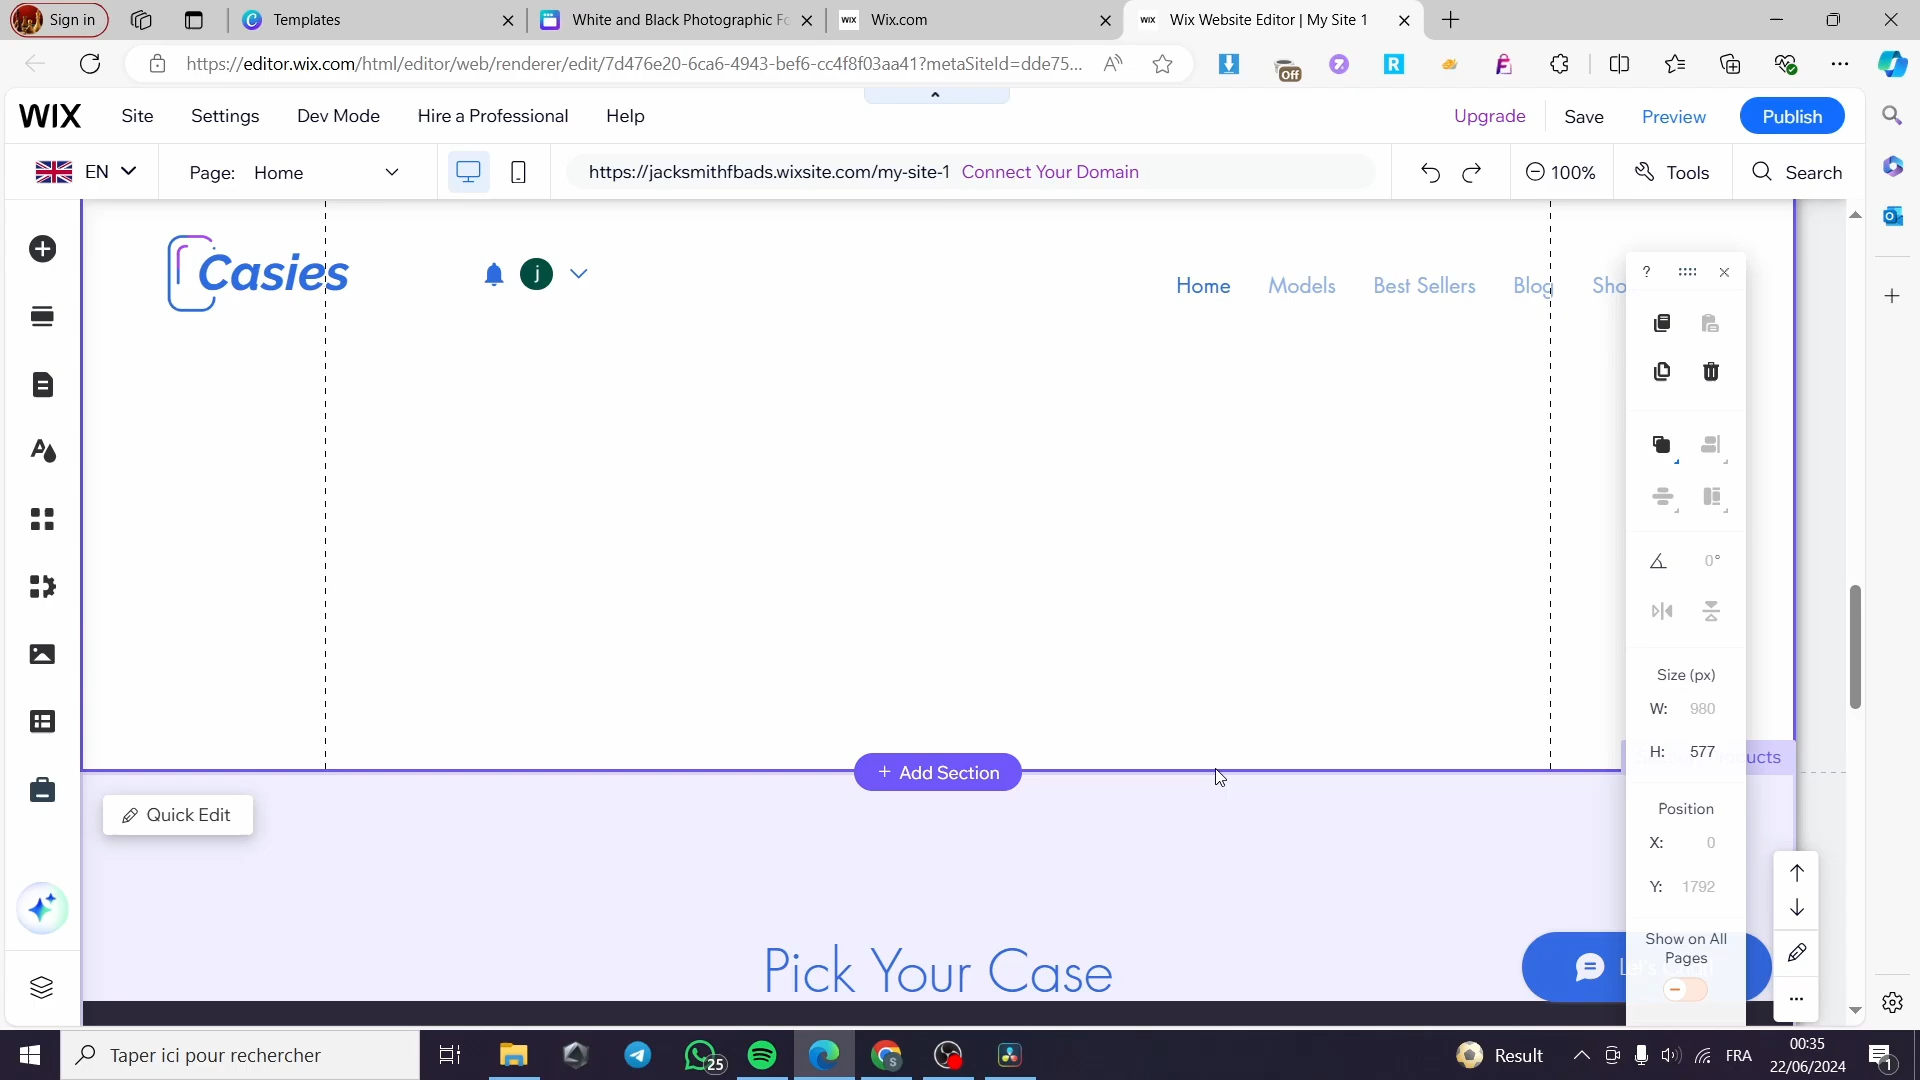 Sign in
Templates
White and Black Photographic Fo
Wix.com
Wix Website Editor | My Site 1
https://editor.wix.com/html/editor/web/renderer/edit/7d476e20-6ca6-4943-bef6-cc4f8f03aa41?metaSiteId=dde75...
Off
WIX
Site
Settings
Dev Mode
Hire a Professional
Help
Upgrade
Save
Preview
Publish
EN
Page: Home
https://jacksmithfbads.wixsite.com/my-site-1 Connect Your Domain
100%
Tools
Search
Casies
j
Home
Models
Best Sellers
Blog
Sho
?
0°
Size (px)
W: 980
H: 577
Position
X: 0
Y: 1792
Show on All
Pages
+ Add Section
Quick Edit
Pick Your Case
Taper ici pour rechercher
25
Result
FRA
00:35
22/06/2024
1